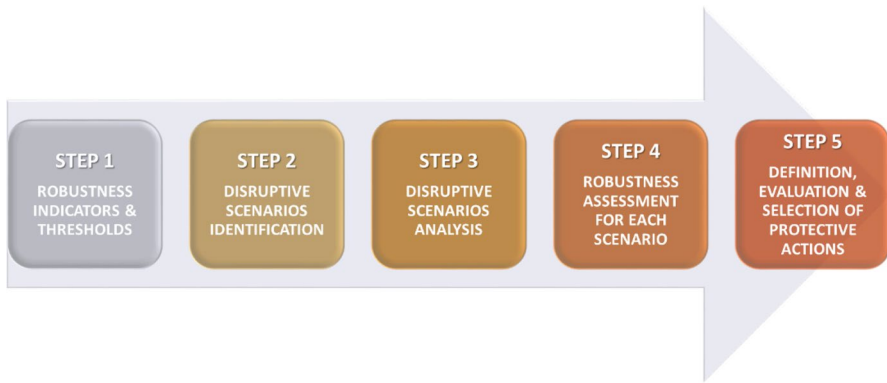 STEP 1
ROBUSTNESS
INDICATORS &
THRESHOLDS
STEP 2
DISRUPTIVE
SCENARIOS
IDENTIFICATION
STEP 3
DISRUPTIVE
SCENARIOS
ANALYSIS
STEP 4
ROBUSTNESS
ASSESSMENT
FOR EACH
SCENARIO
STEP 5
DEFINITION,
EVALUATION &
SELECTION OF
PROTECTIVE
ACTIONS